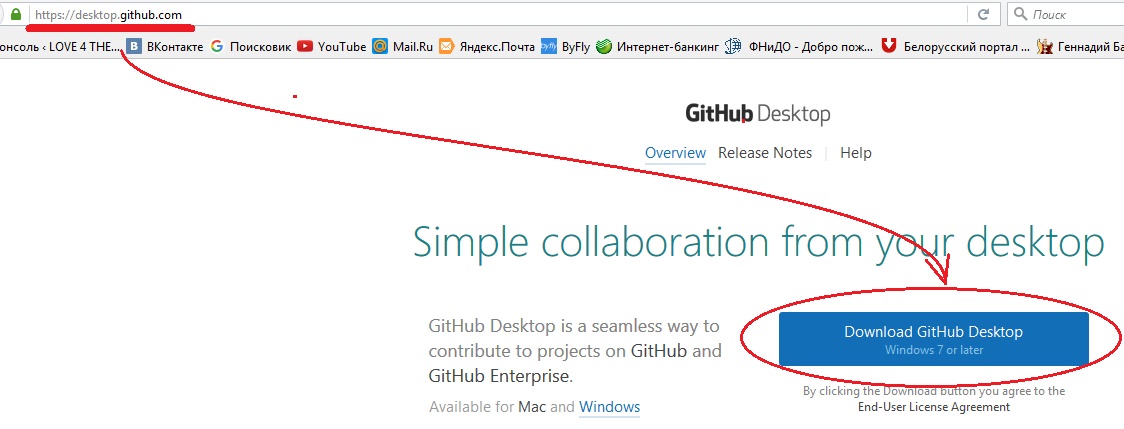 https://desktop.github.com
Поиск
онсоль ‹ LOVE 4 THE... ВКонтакте Поисковик YouTube Mail.Ru Яндекс.Почта ByFly Интернет-банкинг ФНиДО - Добро пож... Белорусский портал ... Геннадий Ба
GitHub Desktop
Overview Release Notes Help
Simple collaboration from your desktop
GitHub Desktop is a seamless way to
contribute to projects on GitHub and
GitHub Enterprise.
Available for Mac and Windows
Download GitHub Desktop
Windows 7 or later
By clicking the Download button you agree to the
End-User License Agreement